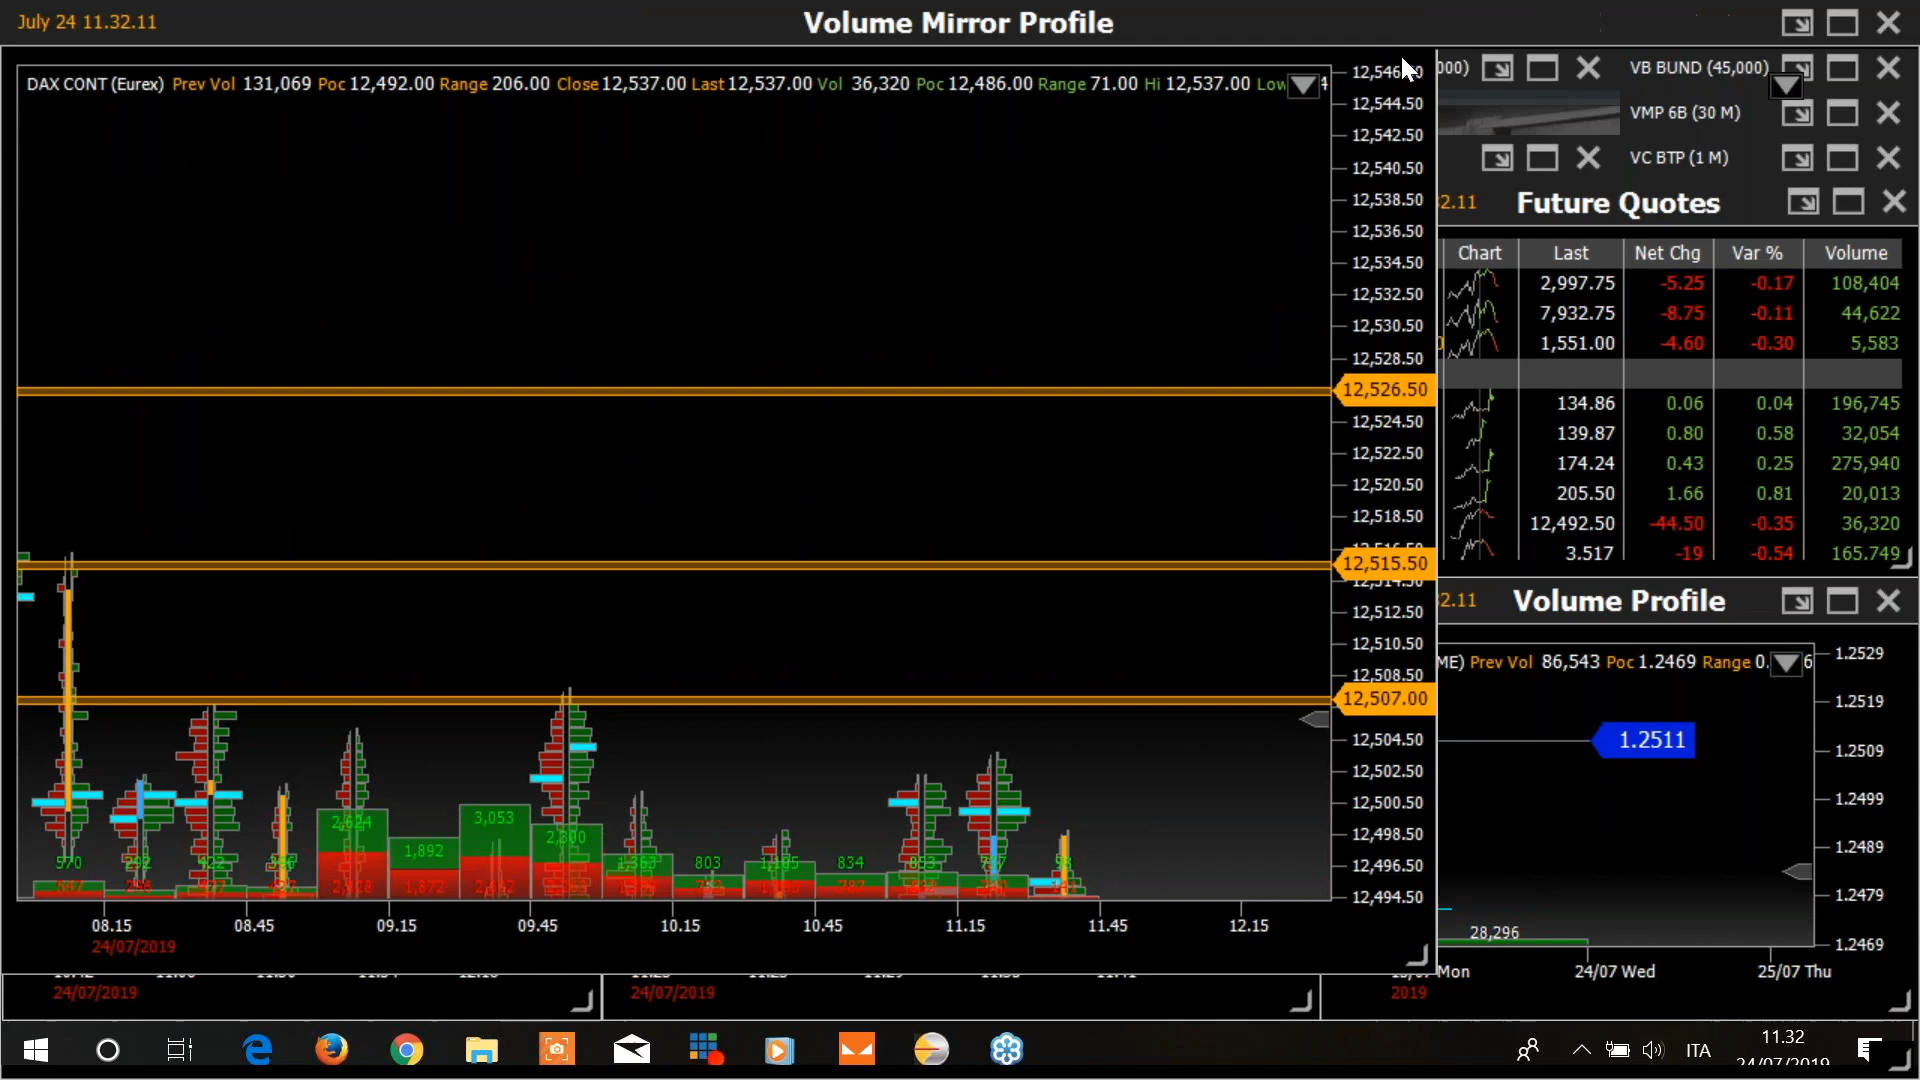 July 24 11.32.11
Volume Mirror Profile
DAX CONT (Eurex) Prev Vol 131,069 Poc 12,492.00 Range 206.00 Close 12,537.00 Last 12,537.00 Vol 36,320 Poc 12,486.00 Range 71.00 Hi 12,537.00 Low
12,544.50
12,542.50
12,540.50
12,538.50
12,536.50
12,534.50
12,532.50
12,530.50
12,528.50
12,526.50
12,524.50
12,522.50
12,520.50
12,518.50
12,515.50
12,512.50
12,510.50
12,508.50
12,507.00
12,504.50
12,502.50
12,500.50
12,498.50
12,496.50
12,494.50
2,624
3,053
1,892
2,300
570
803
834
1,872
08.15 08.45 09.15 09.45 10.15 10.45 11.15 11.45 12.15
24/07/2019
24/07/2019
24/07/2019
2019
000)
VB BUND (45,000)
VMP 6B (30 M)
VC BTP (1 M)
32.11
Future Quotes
Chart Last Net Chg Var % Volume
2,997.75 -5.25 -0.17 108,404
7,932.75 -8.75 -0.11 44,622
1,551.00 -4.60 -0.30 5,583
134.86 0.06 0.04 196,745
139.87 0.80 0.58 32,054
174.24 0.43 0.25 275,940
205.50 1.66 0.81 20,013
12,492.50 -44.50 -0.35 36,320
3.517 -19 -0.54 165.749
32.11
Volume Profile
ME) Prev Vol 86,543 Poc 1.2469 Range 0.
1.2529
1.2519
1.2511
1.2509
1.2499
1.2489
1.2479
1.2469
28,296
Mon 24/07 Wed 25/07 Thu
ITA
11.32
24/07/2019